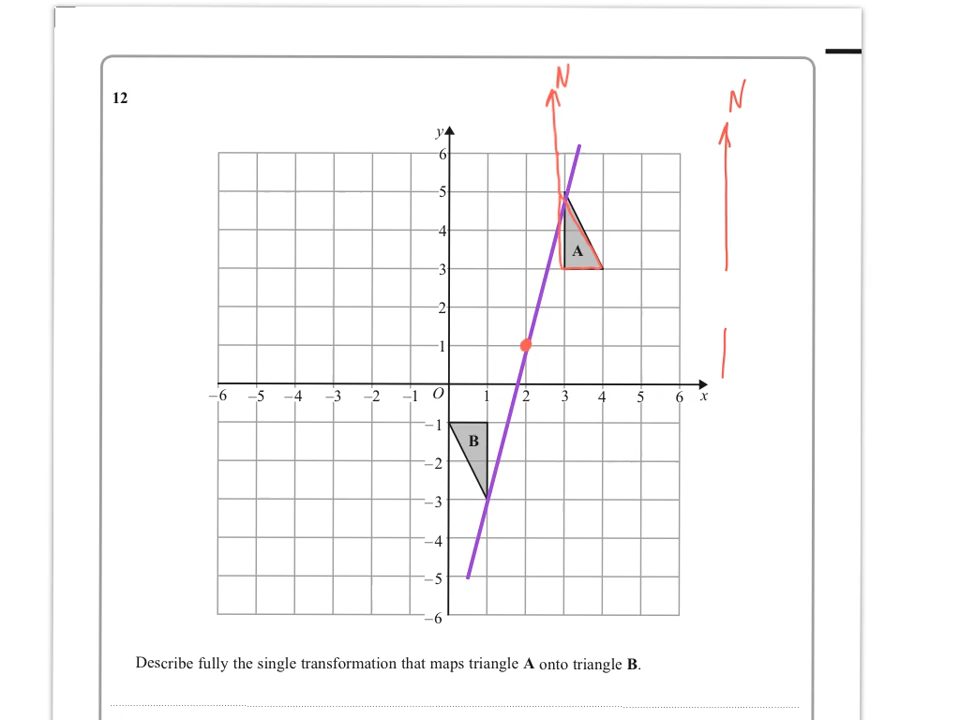 N
N
12
y
6
5
4
A
3
2
1
-6 -5 -4 -3 -2 -1 O 1 2 3 4 5 6 x
-1
B
-2
-3
-4
-5
-6
Describe fully the single transformation that maps triangle A onto triangle B.